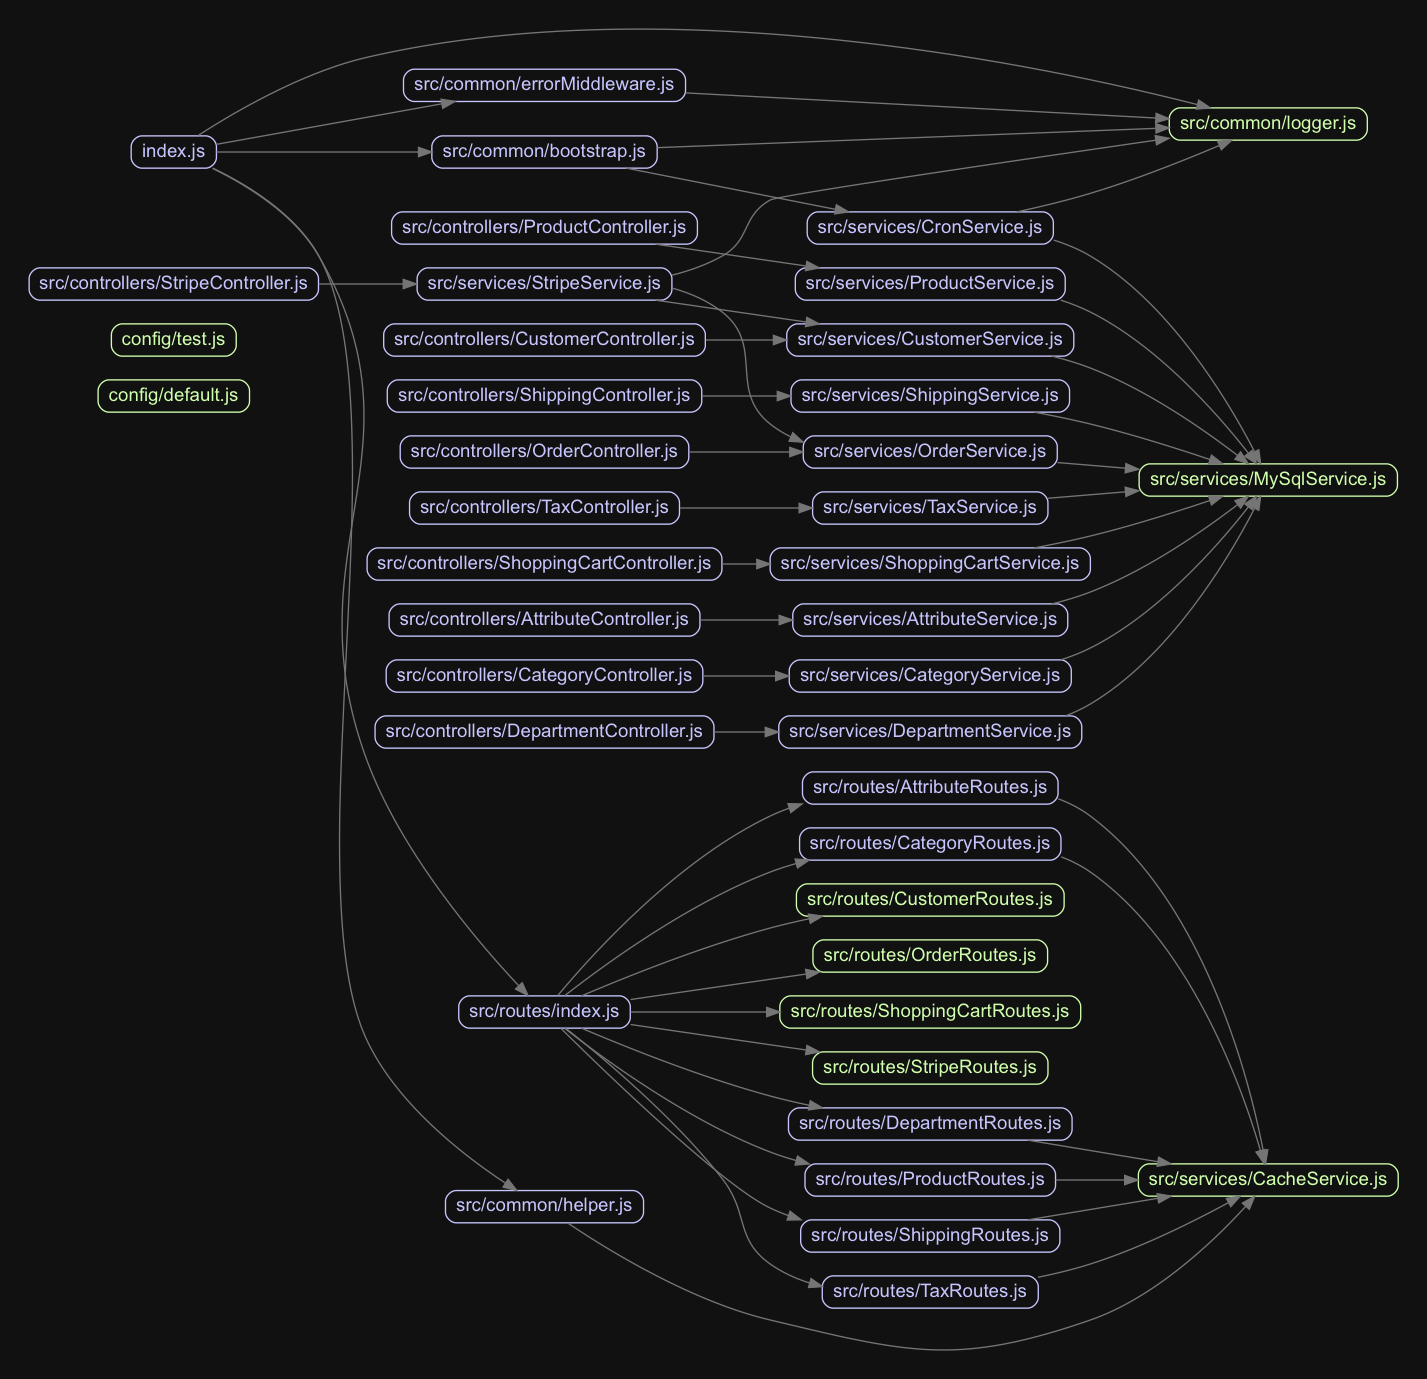 src/common/errorMiddleware.js
src/common/logger.js
index.js
src/common/bootstrap.js
src/controllers/ProductController.js
src/services/CronService.js
src/controllers/StripeController.js
src/services/StripeService.js
src/services/ProductService.js
config/test.js
src/controllers/CustomerController.js
src/services/CustomerService.js
config/default.js
src/controllers/ShippingController.js
src/services/ShippingService.js
src/controllers/OrderController.js
src/services/OrderService.js
src/services/MySqlService.js
src/controllers/TaxController.js
src/services/TaxService.js
src/controllers/ShoppingCartController.js
src/services/ShoppingCartService.js
src/controllers/AttributeController.js
src/services/AttributeService.js
src/controllers/CategoryController.js
src/services/CategoryService.js
src/controllers/DepartmentController.js
src/services/DepartmentService.js
src/routes/AttributeRoutes.js
src/routes/CategoryRoutes.js
src/routes/CustomerRoutes.js
src/routes/OrderRoutes.js
src/routes/index.js
src/routes/ShoppingCartRoutes.js
src/routes/StripeRoutes.js
src/routes/DepartmentRoutes.js
src/routes/ProductRoutes.js
src/services/CacheService.js
src/common/helper.js
src/routes/ShippingRoutes.js
src/routes/TaxRoutes.js